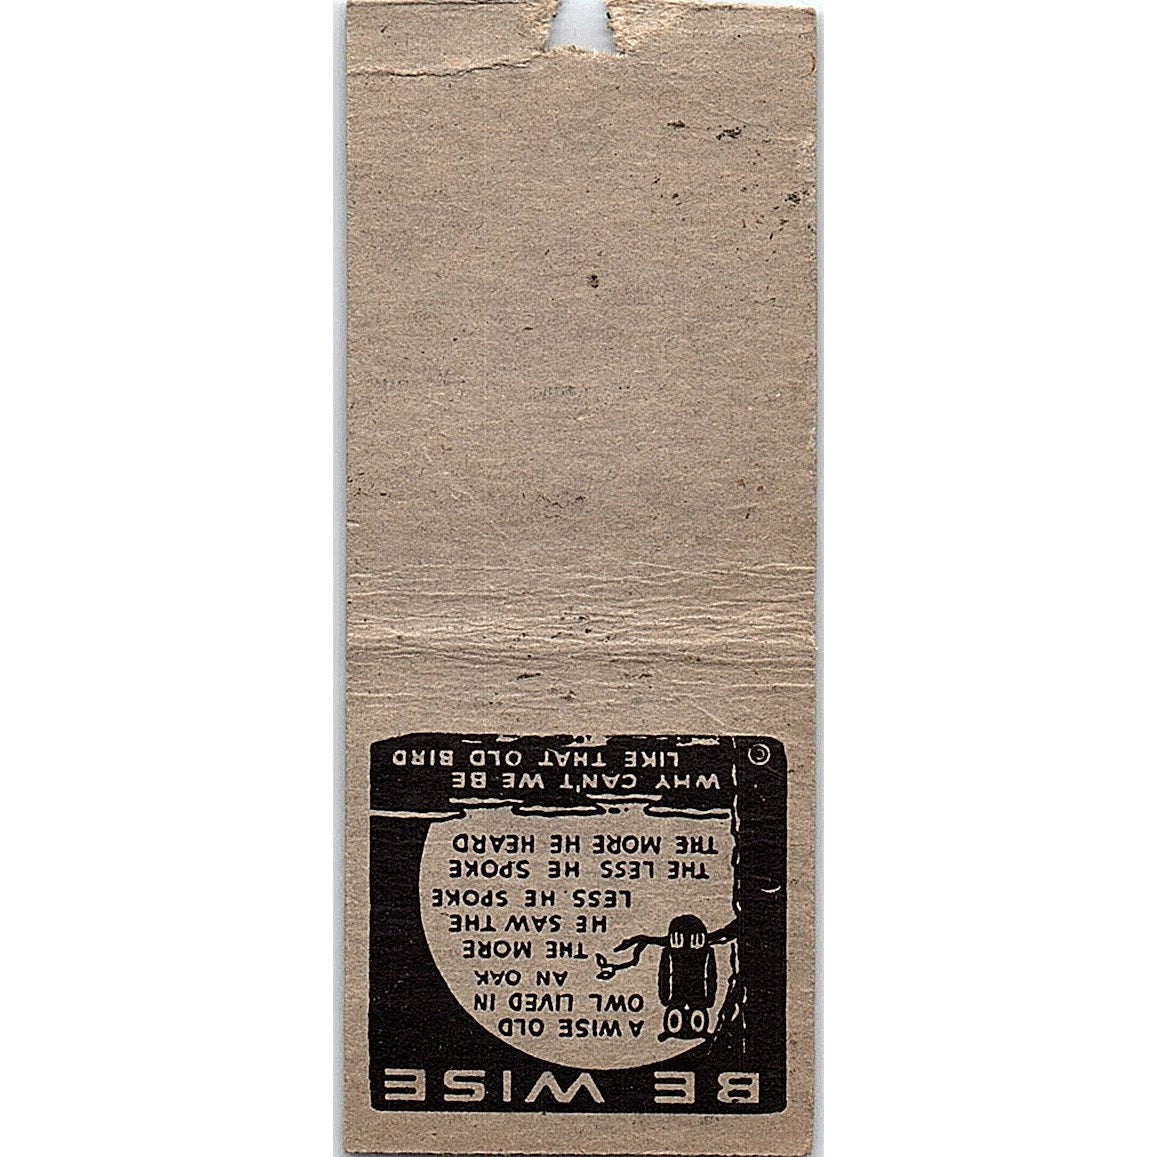 BE WISE
A WISE OLD
OWL LIVED IN
AN OAK
THE MORE
HE SAW THE
LESS HE SPOKE
THE LESS HE SPOKE
THE MORE HE HEARD
WHY CAN'T WE BE
LIKE THAT OLD BIRD
©